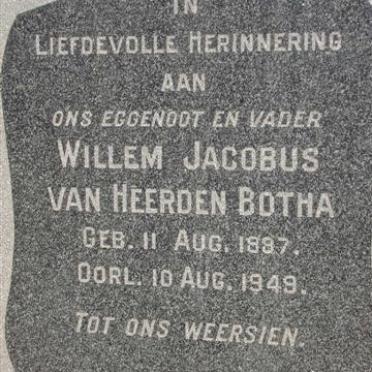 IN
LIEFDEVOLLE HERINNERING
AAN
ONS EGGENOOT EN VADER
WILLEM JACOBUS
VAN HEERDEN BOTHA
GEB. 11 AUG. 1897.
OORL. 10 AUG. 1949.
TOT ONS WEERSIEN.